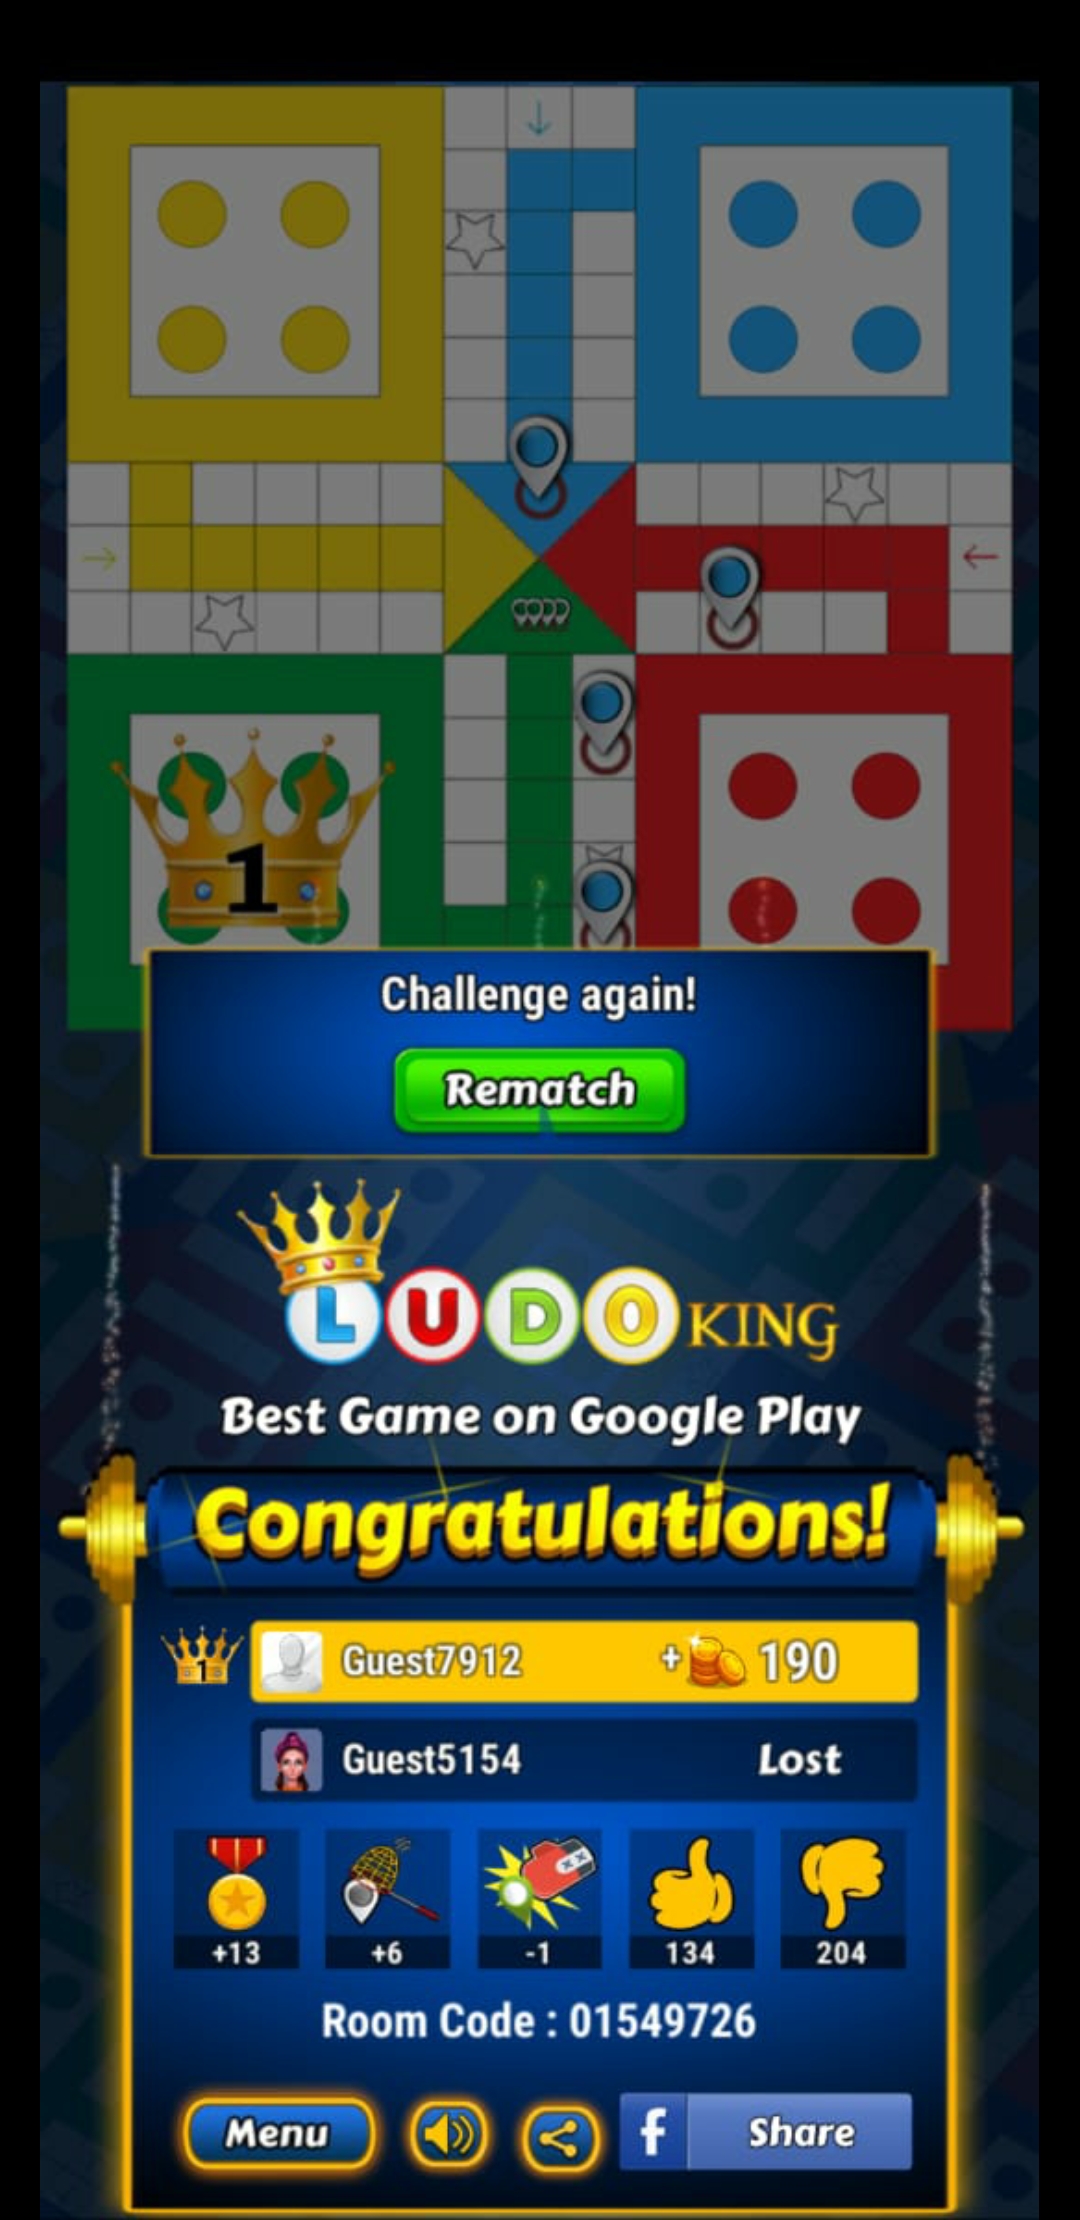 1
Challenge again!
Rematch
LUDO KING
Best Game on Google Play
Congratulations!
1 Guest7912 + 190
Guest5154 Lost
+13 +6 -1 134 204
Room Code : 01549726
Menu f Share